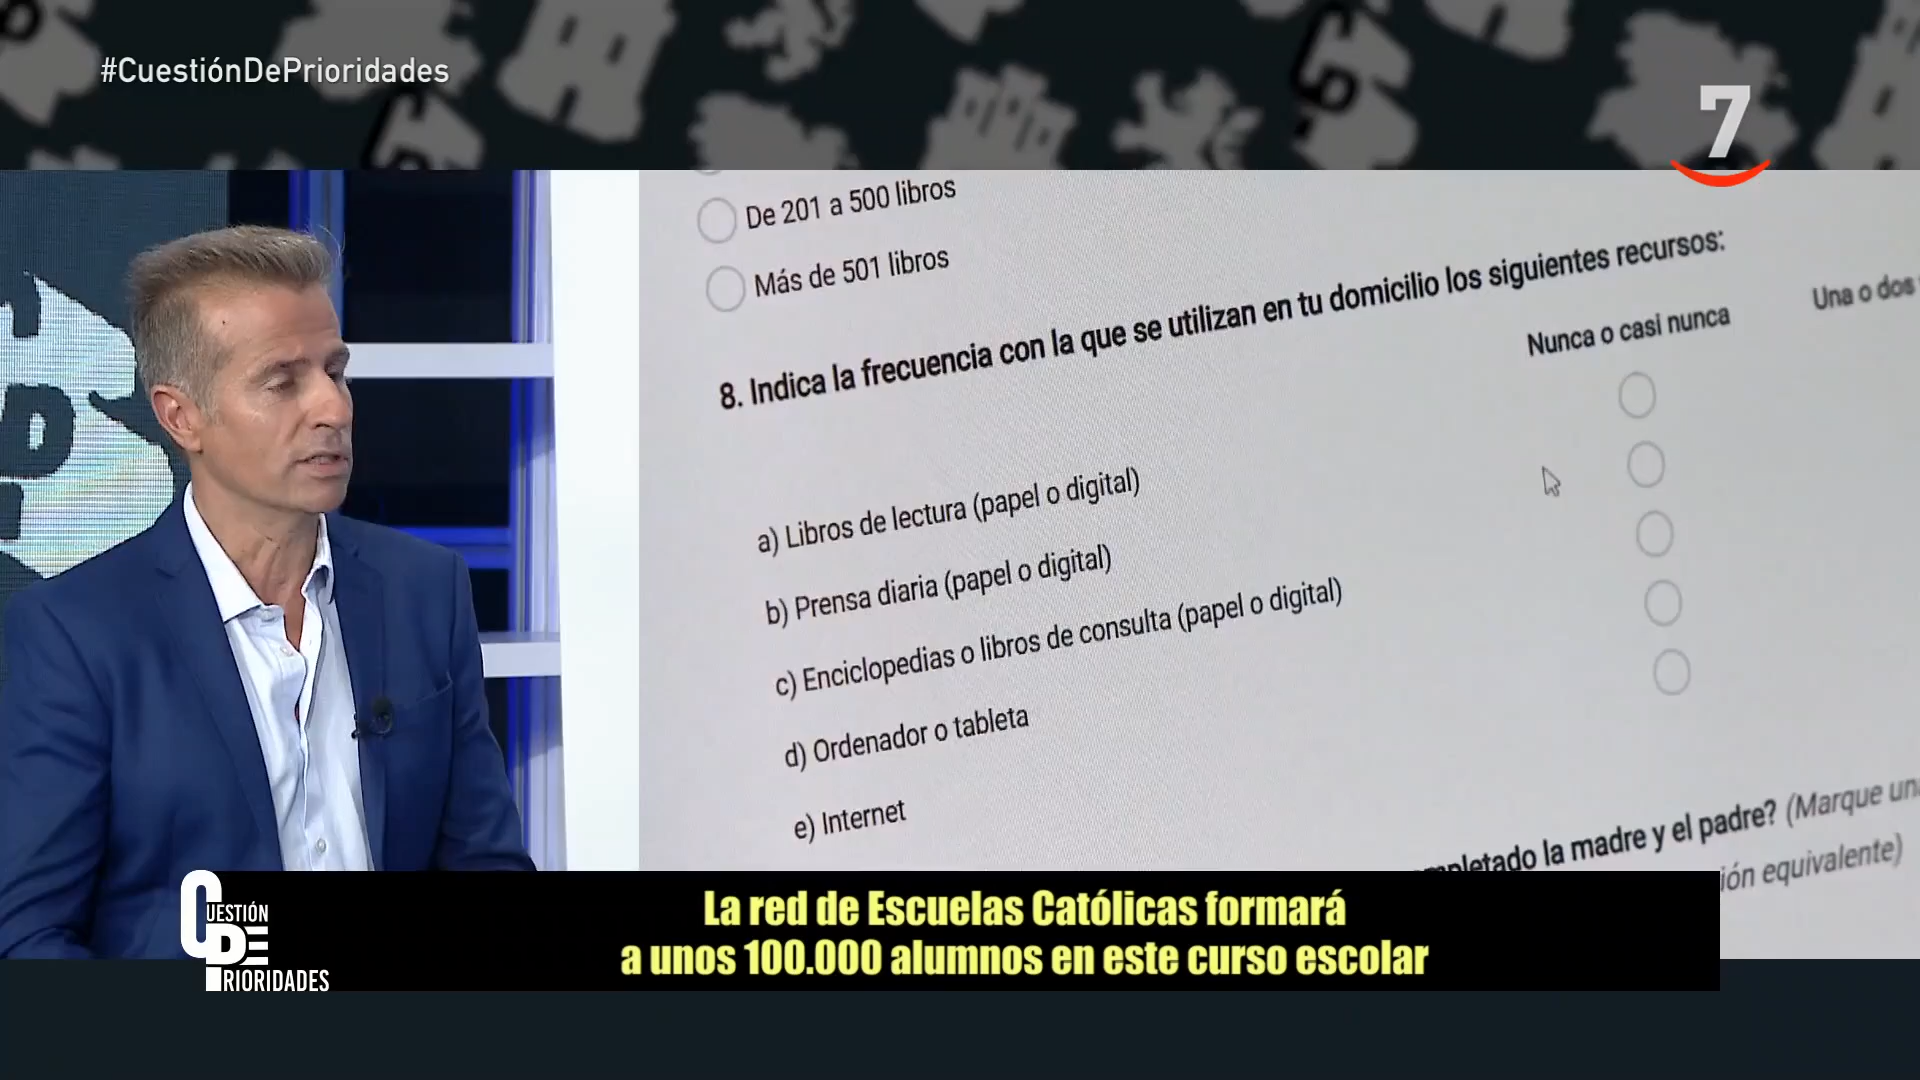 #CuestiónDePrioridades
7
De 201 a 500 libros
Más de 501 libros
8. Indica la frecuencia con la que se utilizan en tu domicilio los siguientes recursos:
Nunca o casi nunca
Una o dos
a) Libros de lectura (papel o digital)
b) Prensa diaria (papel o digital)
c) Enciclopedias o libros de consulta (papel o digital)
d) Ordenador o tableta
e) Internet
la madre y el padre? (Marque
equivalente)
CUESTIÓN
DE
PRIORIDADES
La red de Escuelas Católicas formará
a unos 100.000 alumnos en este curso escolar